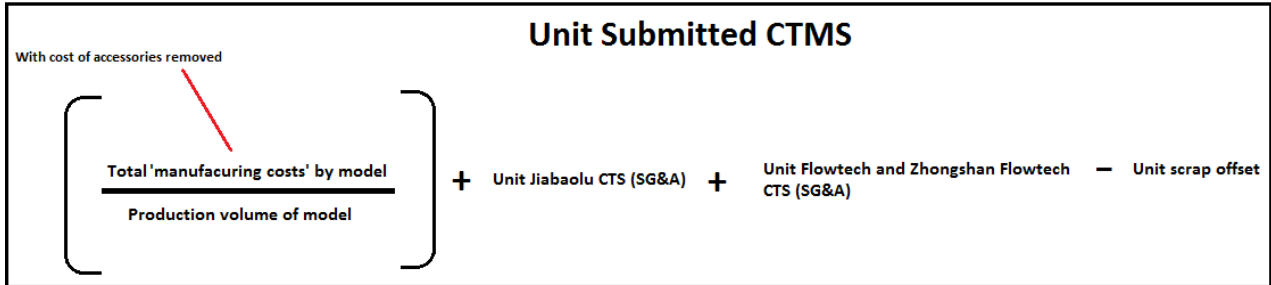 Unit Submitted CTMS
With cost of accessories removed
Total 'manufacuring costs' by model
Production volume of model
+
Unit Jiabaolu CTS (SG&A)
+
Unit Flowtech and Zhongshan Flowtech
CTS (SG&A)
–
Unit scrap offset